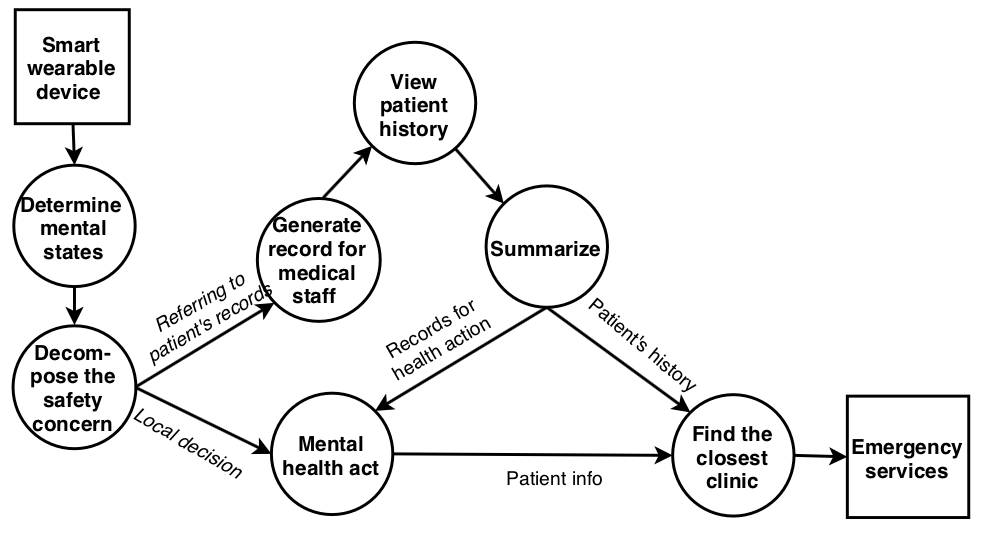 Smart
wearable
device
View
patient
history
Determine
mental
states
Generate
record for
medical
staff
Summarize
Referring to
patient's records
Records for
health action
Patient's history
Decom-
pose the
safety
concern
Local decision
Mental
health act
Patient info
Find the
closest
clinic
Emergency
services